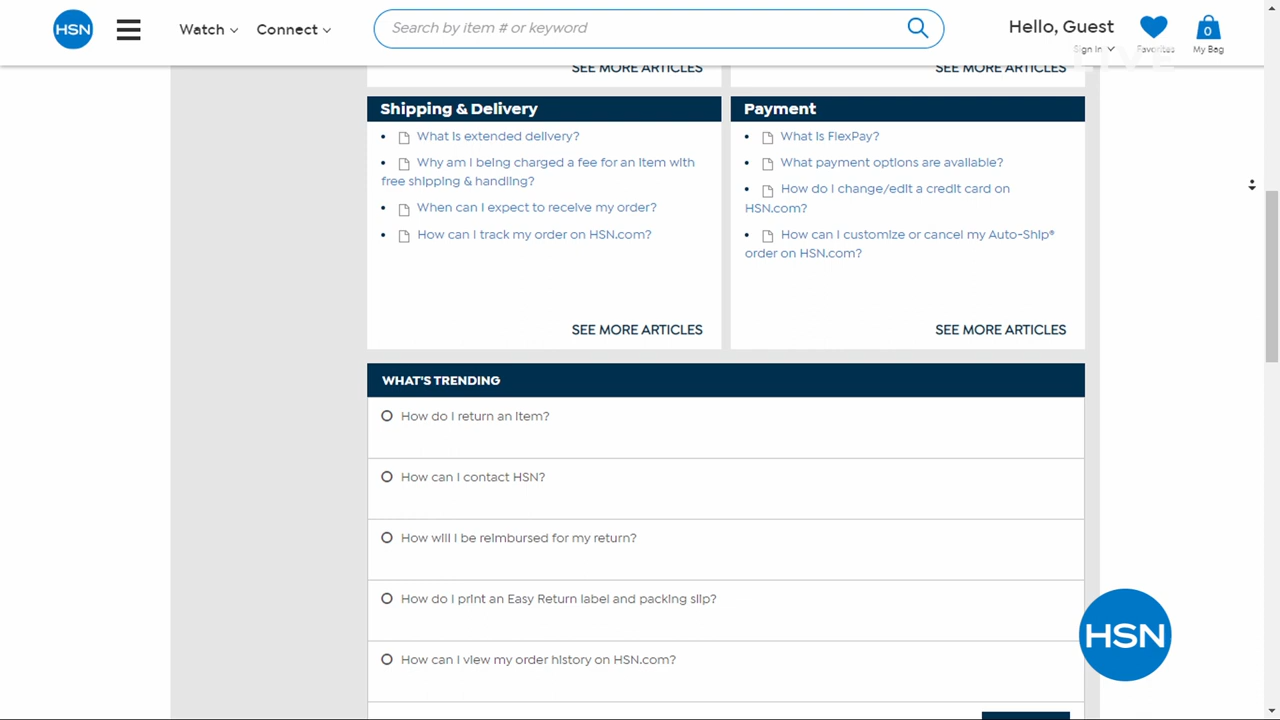 HSN
Watch
Connect
Search by item # or keyword
Hello, Guest
Sign In
Favorites
0
My Bag
LIVE
SEE MORE ARTICLES
SEE MORE ARTICLES
Shipping & Delivery
What is extended delivery?
Why am I being charged a fee for an item with
free shipping & handling?
When can I expect to receive my order?
How can I track my order on HSN.com?
SEE MORE ARTICLES
Payment
What is FlexPay?
What payment options are available?
How do I change/edit a credit card on
HSN.com?
How can I customize or cancel my Auto-Ship®
order on HSN.com?
SEE MORE ARTICLES
WHAT'S TRENDING
How do I return an item?
How can I contact HSN?
How will I be reimbursed for my return?
How do I print an Easy Return label and packing slip?
How can I view my order history on HSN.com?
HSN